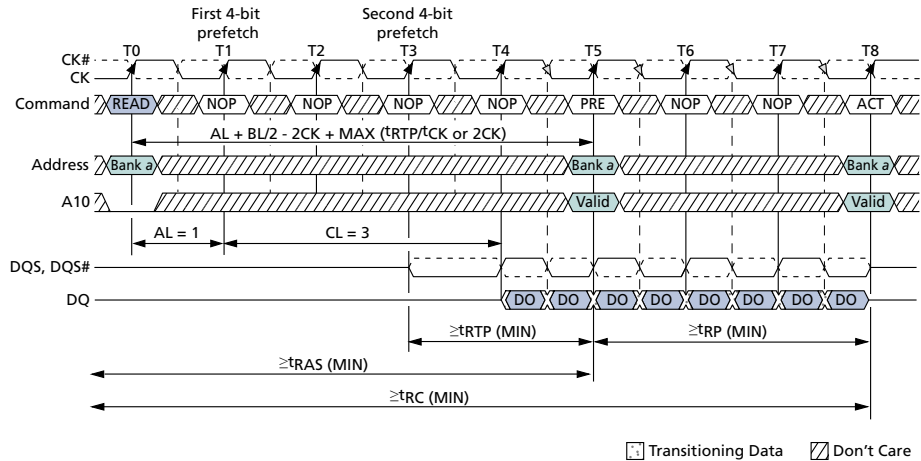 First 4-bit prefetch
Second 4-bit prefetch
T0 T1 T2 T3 T4 T5 T6 T7 T8
CK#
CK
Command READ NOP NOP NOP NOP PRE NOP NOP ACT
AL + BL/2 - 2CK + MAX (tRTP/tCK or 2CK)
Address Bank a Bank a Bank a
A10 Valid Valid
AL = 1 CL = 3
DQS, DQS#
DQ DO DO DO DO DO DO DO DO
≥tRTP (MIN) ≥tRP (MIN)
≥tRAS (MIN)
≥tRC (MIN)
Transitioning Data Don't Care